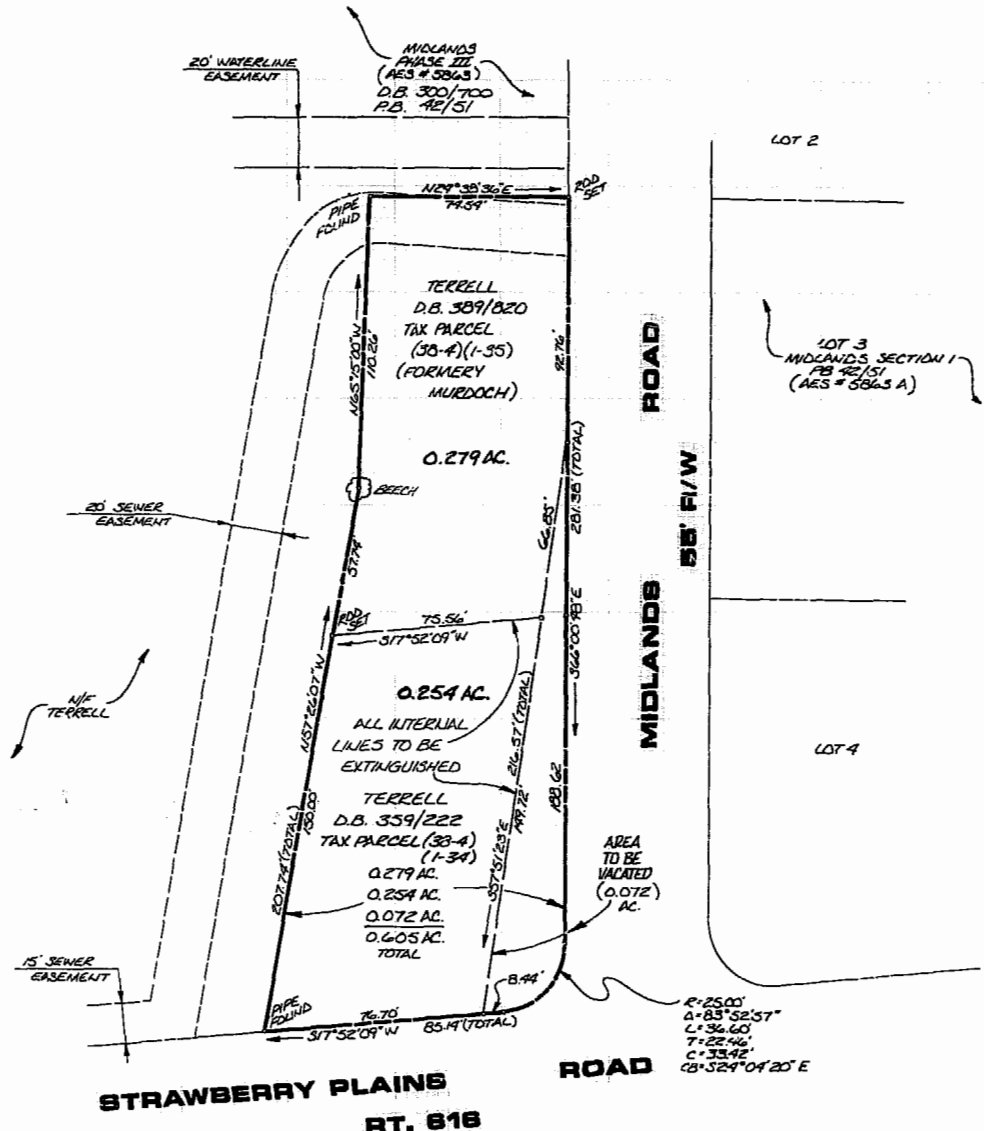 MIDLANDS
PHASE III
(AES # 5863)
D.B. 300/700
P.B. 42/51
20' WATERLINE
EASEMENT
LOT 2
N29°38'36"E
74.59'
ROD
SET
PIPE
FOUND
TERRELL
D.B. 389/820
TAX PARCEL
(38-4)(1-35)
(FORMERY
MURDOCH)
0.279 AC.
N65°15'00"W
110.26'
92.76'
281.38 (TOTAL)
ROAD
55' R/W
MIDLANDS
LOT 3
MIDLANDS SECTION 1
PB 42/51
(AES # 5863 A)
BEECH
20' SEWER
EASEMENT
57.74'
66.85'
ROD
SET
75.56'
S17°52'09"W
S66°00'98"E
N/F
TERRELL
N57°26'07"W
150.00'
207.74'(TOTAL)
0.254 AC.
ALL INTERNAL
LINES TO BE
EXTINGUISHED
216.57'(TOTAL)
149.72'
S57°51'23"E
188.62
LOT 4
TERRELL
D.B. 359/222
TAX PARCEL (38-4)
(1-34)
0.279 AC.
0.254 AC.
0.072 AC.
0.605 AC.
TOTAL
AREA
TO BE
VACATED
(0.072)
AC.
15' SEWER
EASEMENT
PIPE
FOUND
8.44'
76.70'
S17°52'09"W
85.14'(TOTAL)
R=25.00'
Δ=83°52'57"
L=36.60'
T=22.46'
C=33.42'
CB=S24°04'20"E
STRAWBERRY PLAINS ROAD
RT. 616